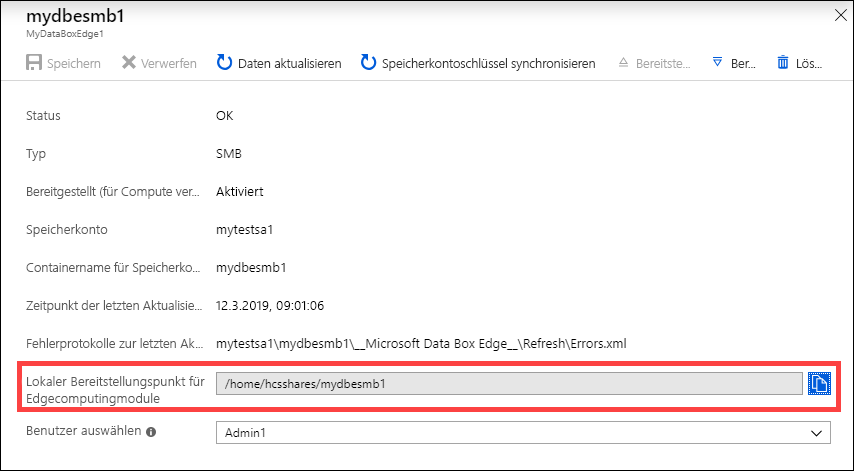 mydbesmb1
MyDataBoxEdge1
Speichern Verwerfen Daten aktualisieren Speicherkontoschlüssel synchronisieren Bereitste... Ber... Lös...
Status OK
Typ SMB
Bereitgestellt (für Compute ver... Aktiviert
Speicherkonto mytestsa1
Containername für Speicherko... mydbesmb1
Zeitpunkt der letzten Aktualisie... 12.3.2019, 09:01:06
Fehlerprotokolle zur letzten Ak... mytestsa1\mydbesmb1\__Microsoft Data Box Edge__\Refresh\Errors.xml
Lokaler Bereitstellungspunkt für /home/hcsshares/mydbesmb1
Edgecomputingmodule
Benutzer auswählen Admin1